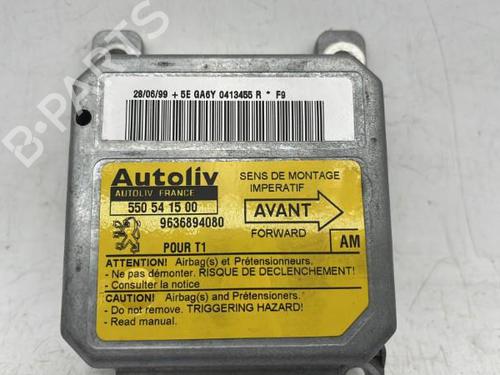 28/06/99 + 5E GA6Y 0413455 R * F9
Autoliv
AUTOLIV FRANCE
550 54 15 00
9636894080
POUR T1
SENS DE MONTAGE
IMPERATIF
AVANT
FORWARD
AM
ATTENTION! Airbag(s) et Prétensionneurs.
- Ne pas démonter. RISQUE DE DECLENCHEMENT!
- Consulter la notice
CAUTION! Airbag(s) and Pretensioners.
- Do not remove. TRIGGERING HAZARD!
- Read manual.
B-PARTS